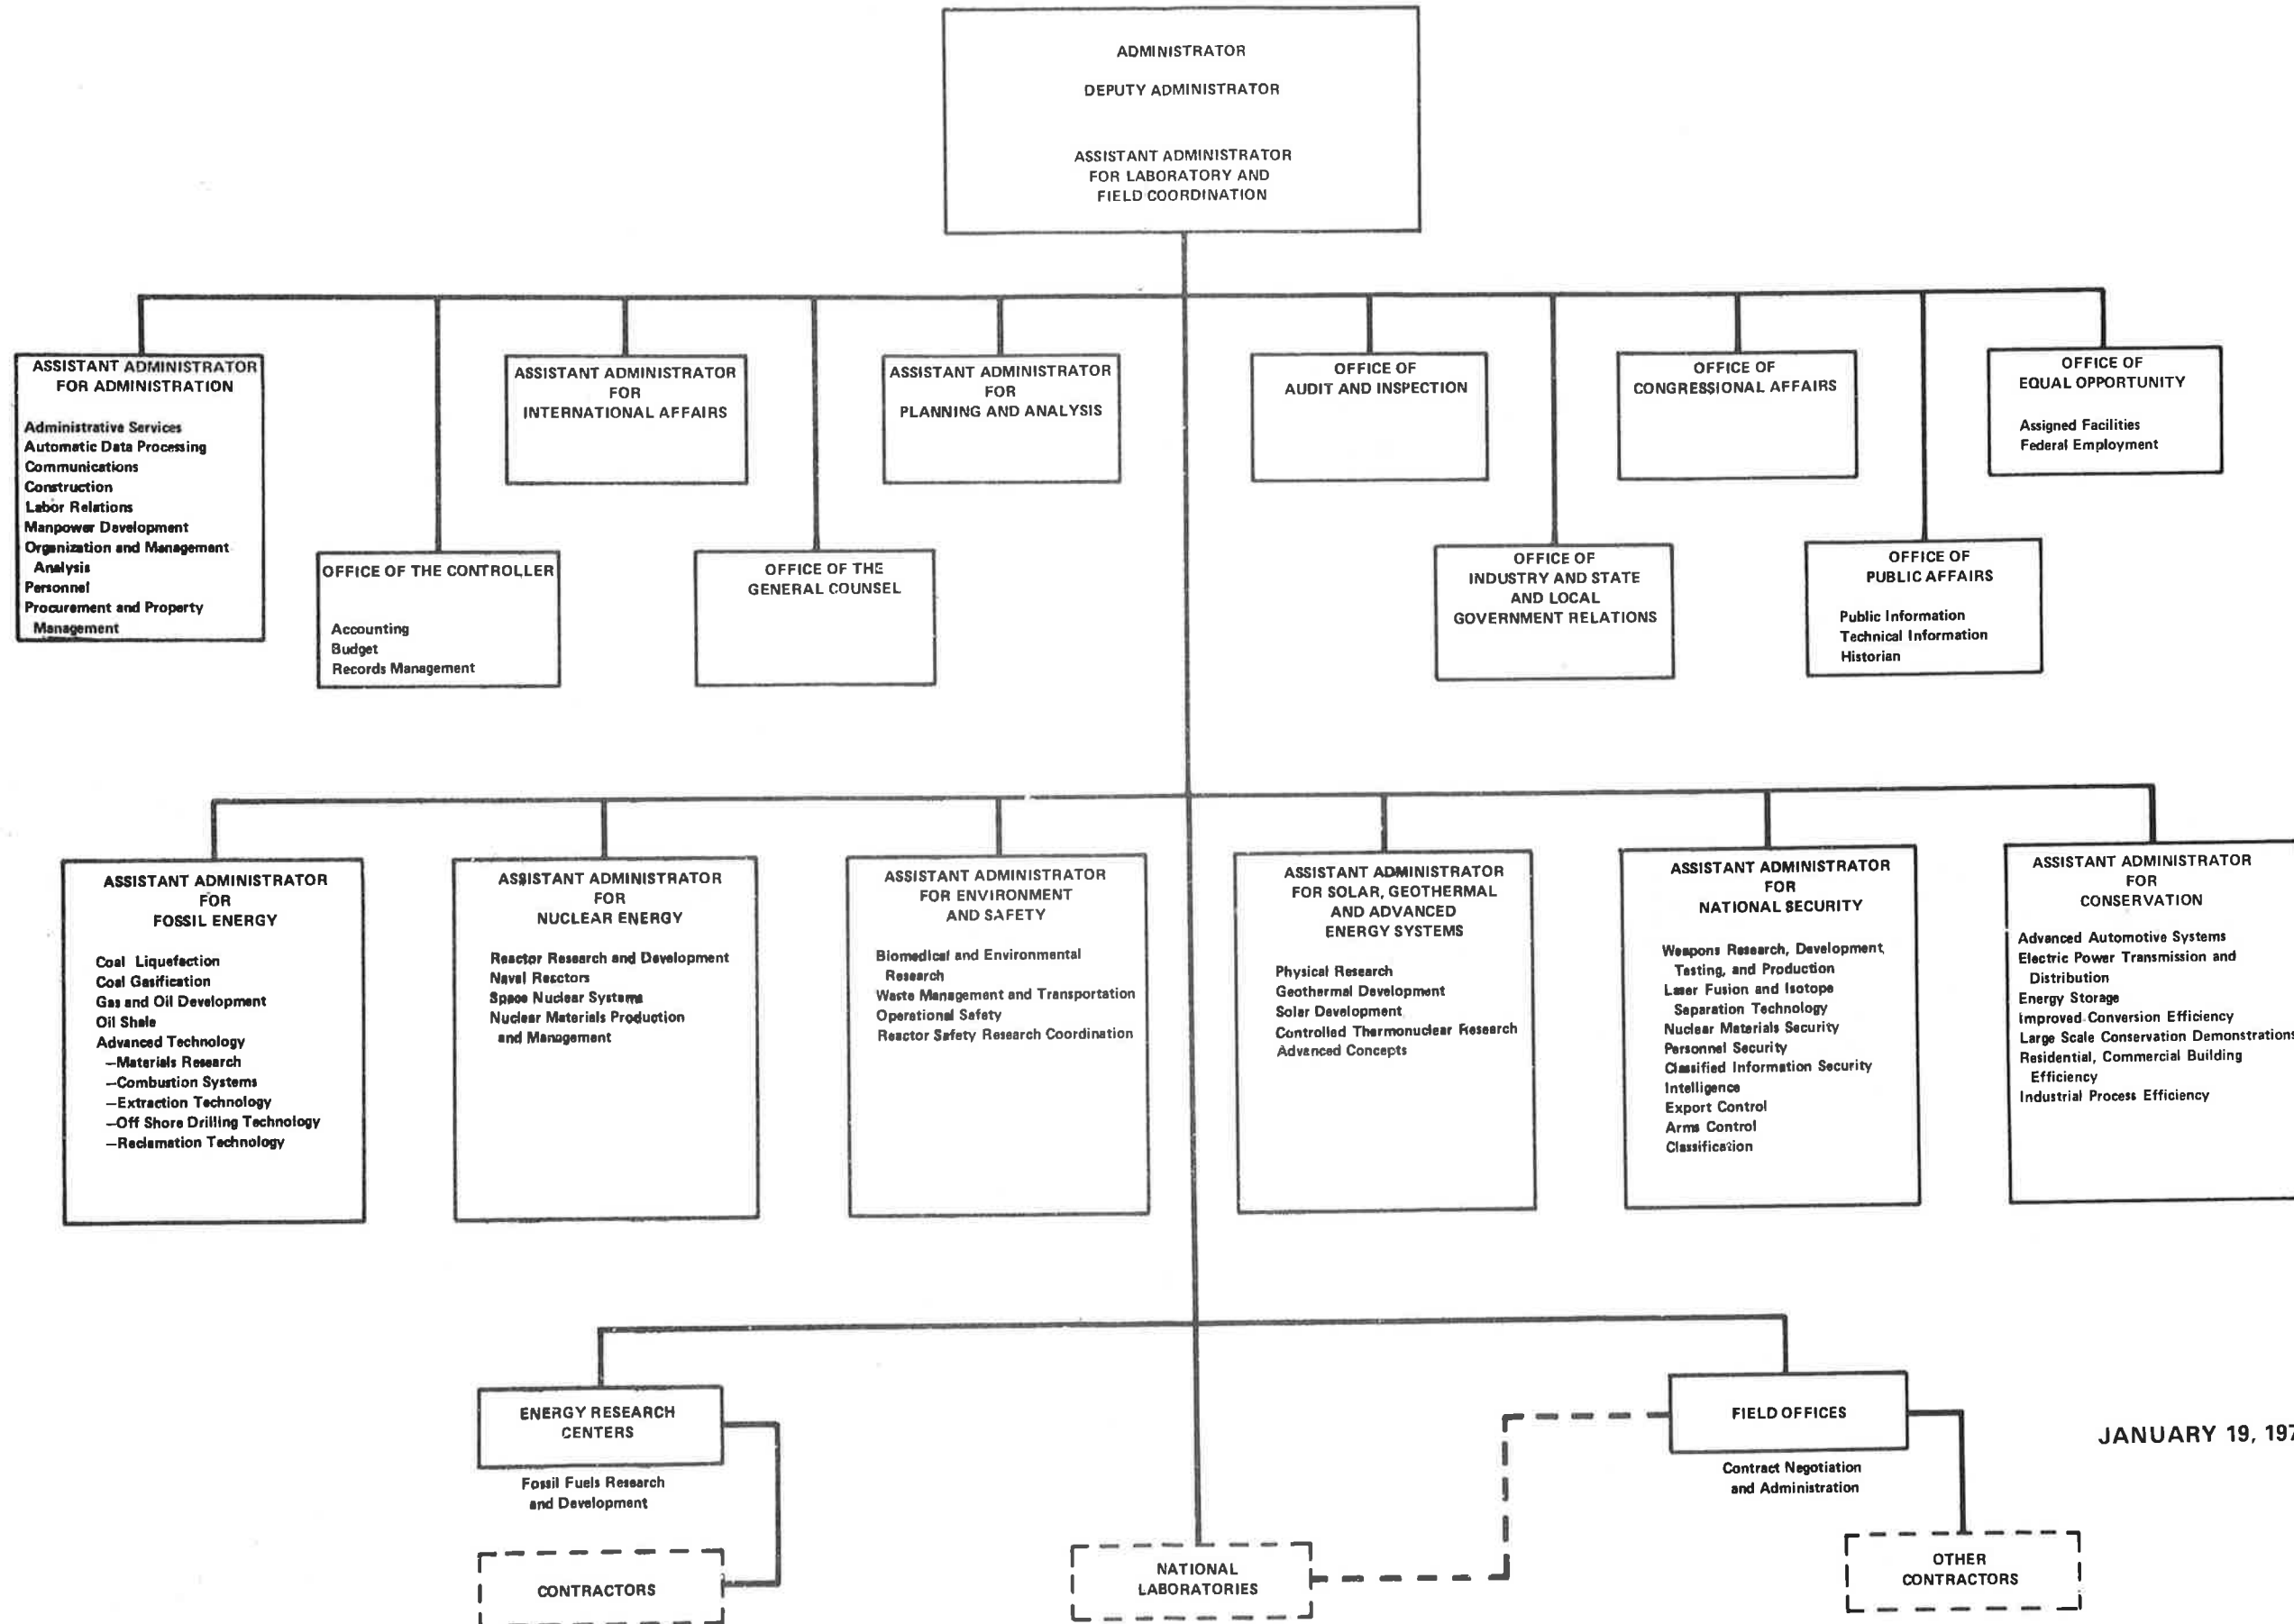 ADMINISTRATOR
DEPUTY ADMINISTRATOR
ASSISTANT ADMINISTRATOR
FOR LABORATORY AND
FIELD COORDINATION
ASSISTANT ADMINISTRATOR
FOR ADMINISTRATION
Administrative Services
Automatic Data Processing
Communications
Construction
Labor Relations
Manpower Development
Organization and Management
Analysis
Personnel
Procurement and Property
Management
OFFICE OF THE CONTROLLER
Accounting
Budget
Records Management
ASSISTANT ADMINISTRATOR
FOR
INTERNATIONAL AFFAIRS
OFFICE OF THE
GENERAL COUNSEL
ASSISTANT ADMINISTRATOR
FOR
PLANNING AND ANALYSIS
OFFICE OF
AUDIT AND INSPECTION
OFFICE OF
INDUSTRY AND STATE
AND LOCAL
GOVERNMENT RELATIONS
OFFICE OF
CONGRESSIONAL AFFAIRS
OFFICE OF
PUBLIC AFFAIRS
Public Information
Technical Information
Historian
OFFICE OF
EQUAL OPPORTUNITY
Assigned Facilities
Federal Employment
ASSISTANT ADMINISTRATOR
FOR
FOSSIL ENERGY
Coal Liquefaction
Coal Gasification
Gas and Oil Development
Oil Shale
Advanced Technology
—Materials Research
—Combustion Systems
—Extraction Technology
—Off Shore Drilling Technology
—Reclamation Technology
ASSISTANT ADMINISTRATOR
FOR
NUCLEAR ENERGY
Reactor Research and Development
Naval Reactors
Space Nuclear Systems
Nuclear Materials Production
and Management
ASSISTANT ADMINISTRATOR
FOR ENVIRONMENT
AND SAFETY
Biomedical and Environmental
Research
Waste Management and Transportation
Operational Safety
Reactor Safety Research Coordination
ASSISTANT ADMINISTRATOR
FOR SOLAR, GEOTHERMAL
AND ADVANCED
ENERGY SYSTEMS
Physical Research
Geothermal Development
Solar Development
Controlled Thermonuclear Research
Advanced Concepts
ASSISTANT ADMINISTRATOR
FOR
NATIONAL SECURITY
Weapons Research, Development,
Testing, and Production
Laser Fusion and Isotope
Separation Technology
Nuclear Materials Security
Personnel Security
Classified Information Security
Intelligence
Export Control
Arms Control
Classification
ASSISTANT ADMINISTRATOR
FOR
CONSERVATION
Advanced Automotive Systems
Electric Power Transmission and
Distribution
Energy Storage
Improved Conversion Efficiency
Large Scale Conservation Demonstrations
Residential, Commercial Building
Efficiency
Industrial Process Efficiency
ENERGY RESEARCH
CENTERS
Fossil Fuels Research
and Development
CONTRACTORS
NATIONAL
LABORATORIES
FIELD OFFICES
Contract Negotiation
and Administration
OTHER
CONTRACTORS
JANUARY 19, 197